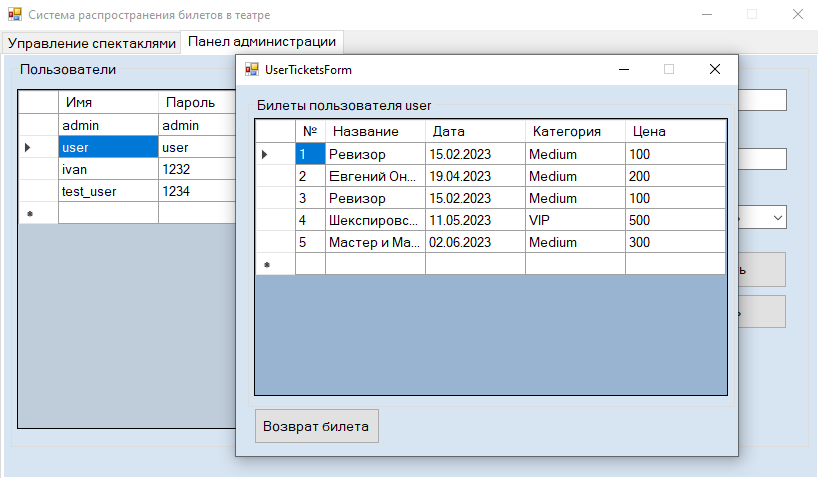 Система распространения билетов в театре
Управление спектаклями Панел администрации
Пользователи
Имя Пароль
admin admin
user user
ivan 1232
test_user 1234
UserTicketsForm
Билеты пользователя user
№ Название Дата Категория Цена
1 Ревизор 15.02.2023 Medium 100
2 Евгений Он... 19.04.2023 Medium 200
3 Ревизор 15.02.2023 Medium 100
4 Шекспировс... 11.05.2023 VIP 500
5 Мастер и Ма... 02.06.2023 Medium 300
Возврат билета